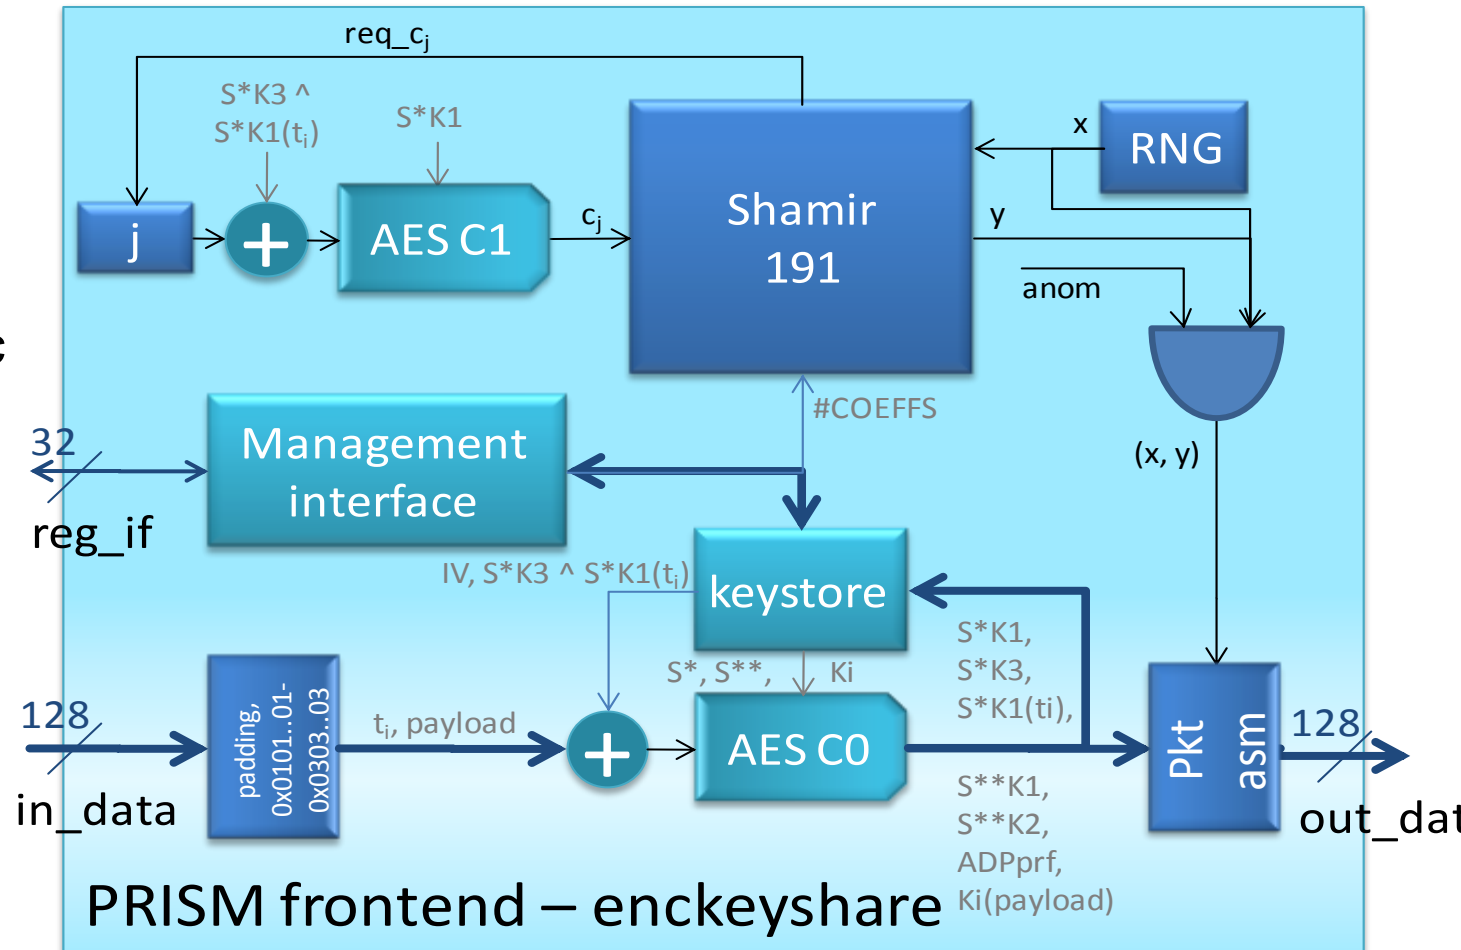 req_cj
S*K3 ^
S*K1(ti)
S*K1
x
RNG
j
+
AES C1
cj
Shamir
191
y
anom
c
#COEFFS
32
Management
interface
(x, y)
reg_if
IV, S*K3 ^ S*K1(ti)
keystore
S*K1,
S*K3,
S*K1(ti),
S*, S**,
Ki
128
padding,
0x0101..01-
0x0303..03
ti, payload
+
AES C0
Pkt
asm
128
in_data
S**K1,
S**K2,
ADPprf,
Ki(payload)
out_dat
PRISM frontend – enckeyshare